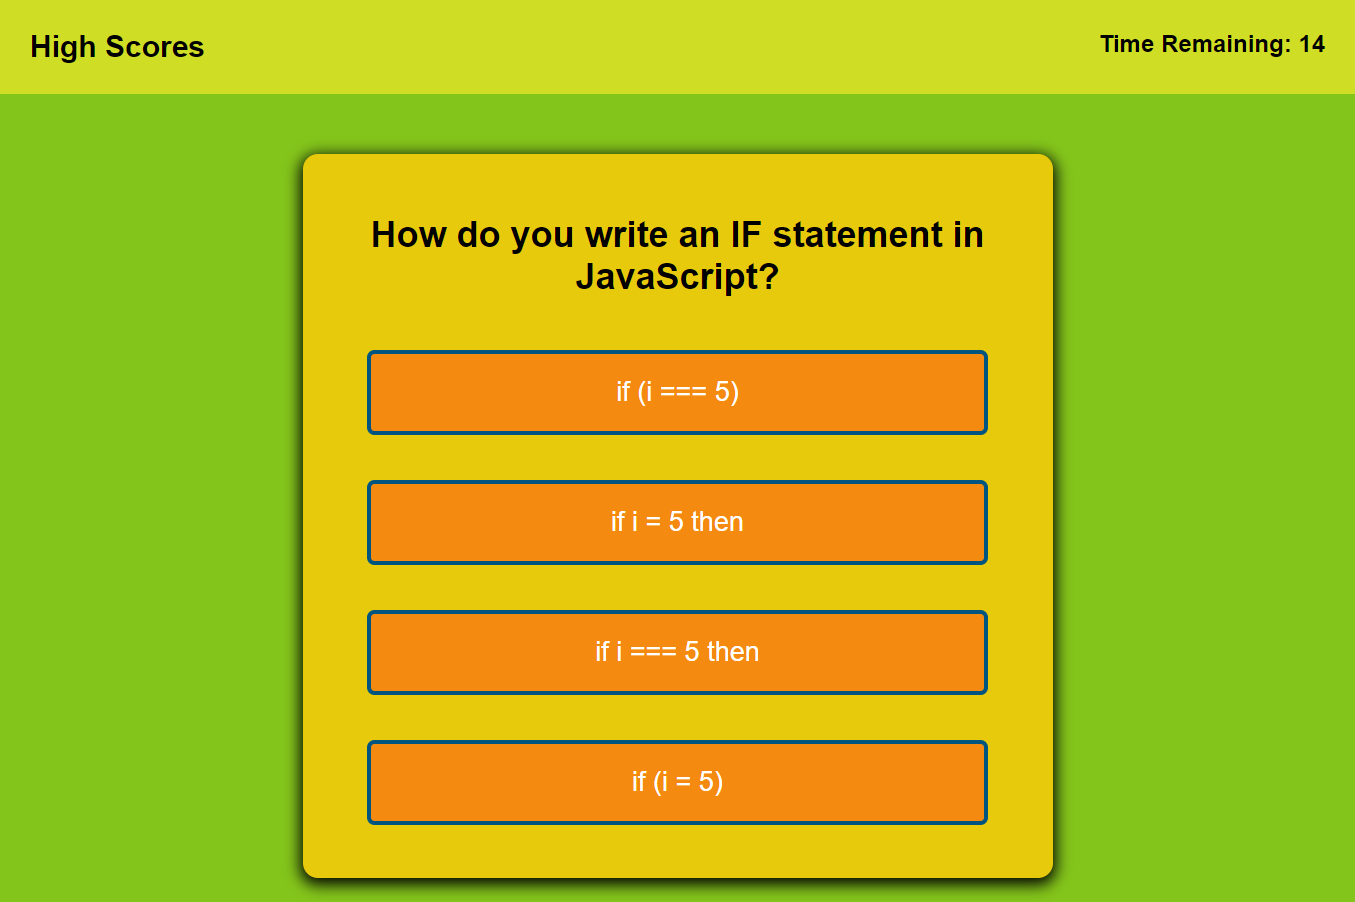 High Scores
Time Remaining: 14
How do you write an IF statement in
JavaScript?
if (i === 5)
if i = 5 then
if i === 5 then
if (i = 5)